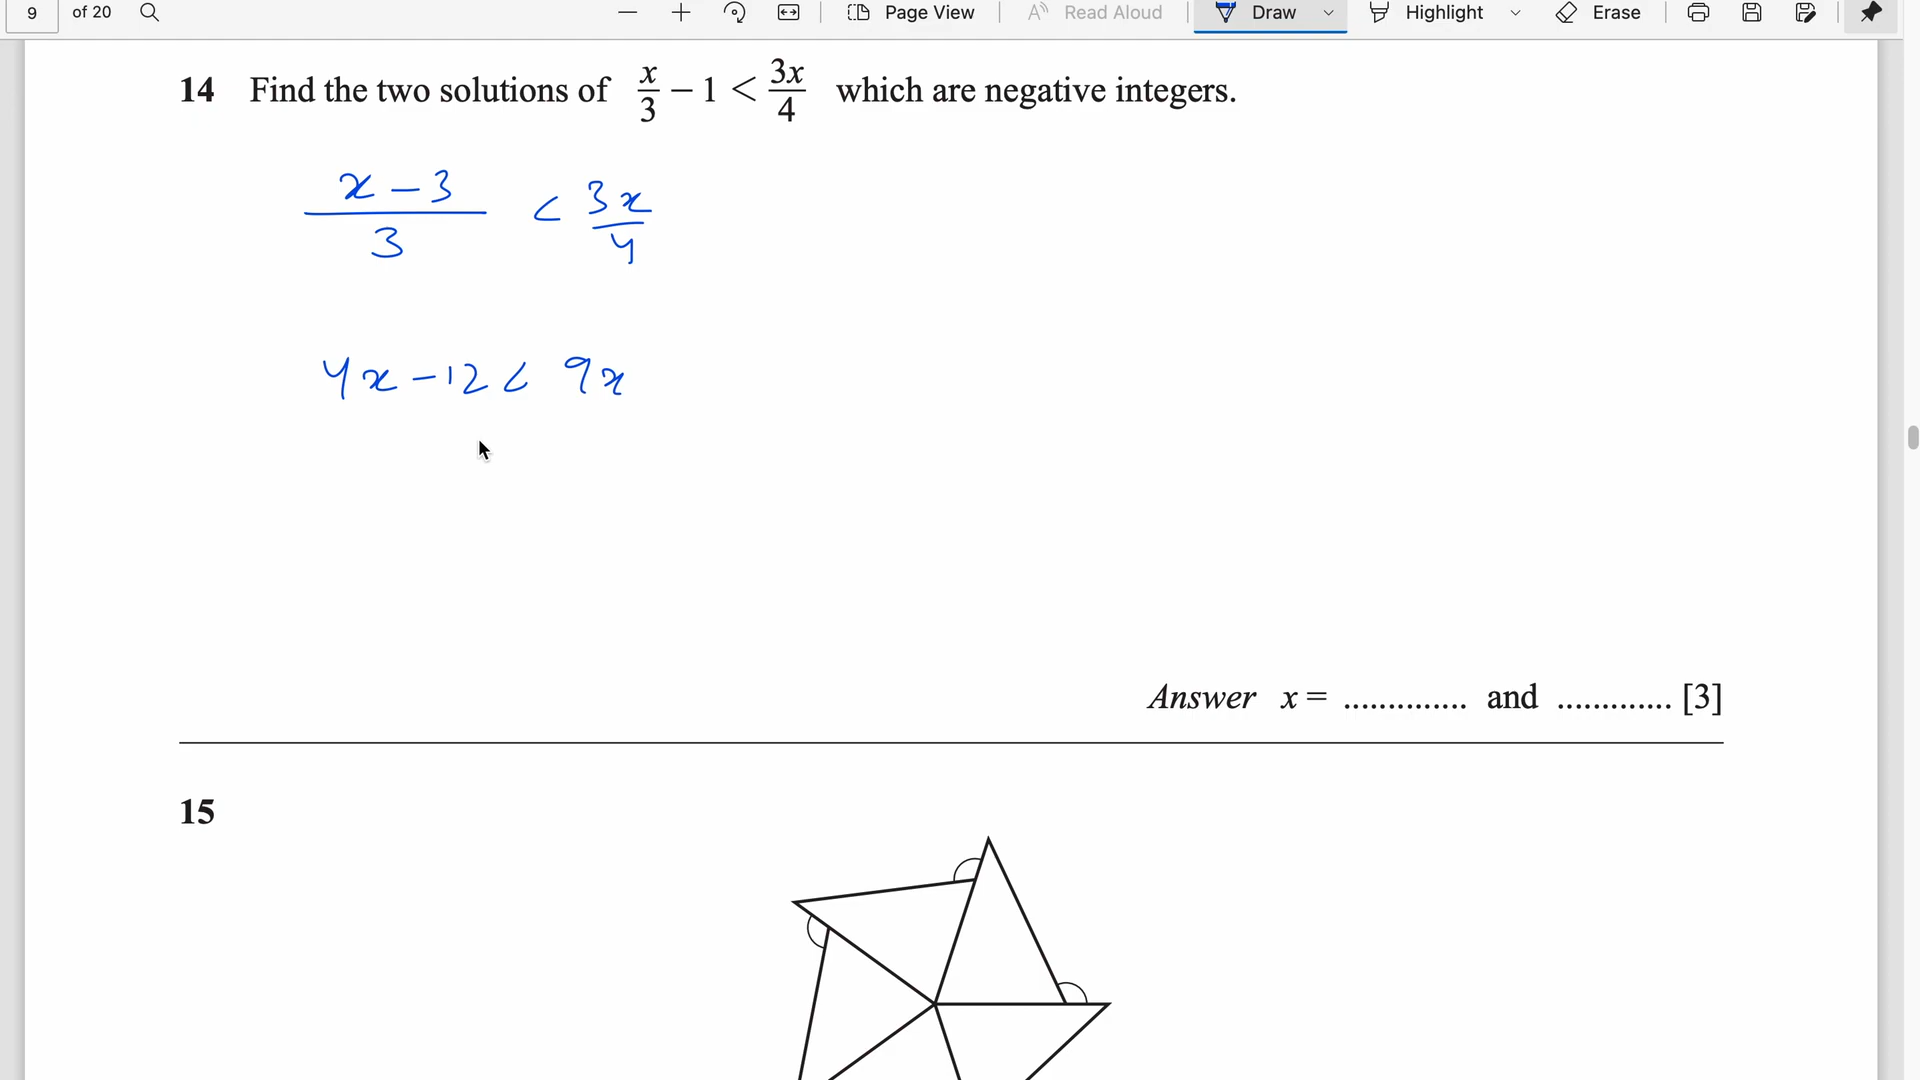 9 of 20 Page View Read Aloud Draw Highlight Erase
14 Find the two solutions of x/3 − 1 < 3x/4 which are negative integers.
(x − 3)/3 < 3x/4
4x − 12 < 9x
Answer x = .............. and ............. [3]
15